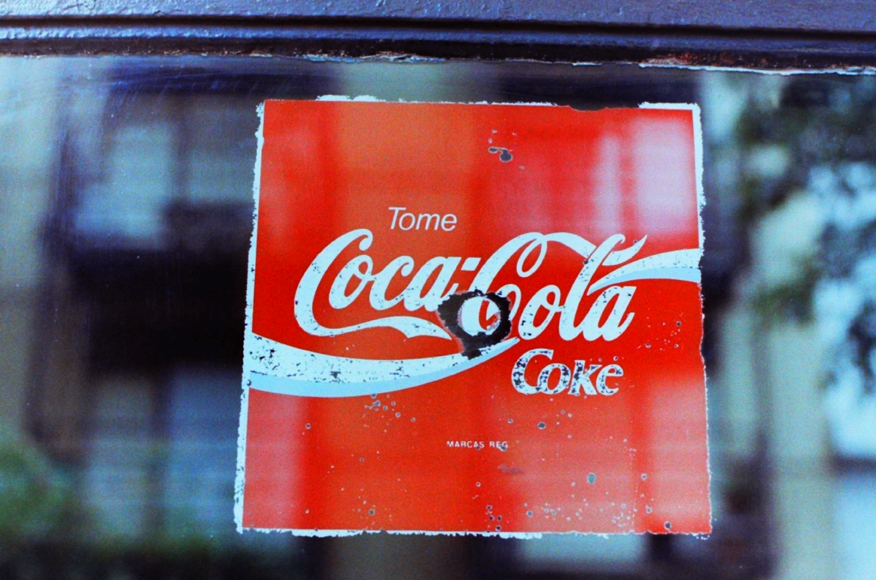 Tome
Coca-Cola
Coke
MARCAS REG